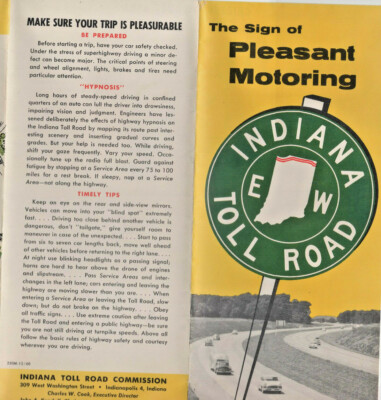 MAKE SURE YOUR TRIP IS PLEASURABLE
BE PREPARED
Before starting a trip, have your car safety checked.
Under the stress of superhighway driving a minor de-
fect can become major. The critical points of steering
and wheel alignment, lights, brakes and tires need
particular attention.
"HYPNOSIS"
Long hours of steady-speed driving in confined
quarters of an auto can lull the driver into drowsiness,
impairing vision and judgment. Engineers have les-
sened deliberately the effects of highway hypnosis on
the Indiana Toll Road by mapping its route past inter-
esting scenery and inserting gradual curves and
grades. But your help is needed too. While driving,
shift your gaze frequently. Vary your speed. Occa-
sionally tune up the radio full blast. Guard against
fatigue by stopping at a Service Area every 75 to 100
miles for a rest break. If sleepy, nap at a Service
Area—not along the highway.
TIMELY TIPS
Keep an eye on the rear and side-view mirrors.
Vehicles can move into your "blind spot" extremely
fast. . . . Driving too close behind another vehicle is
dangerous, don't "tailgate," give yourself room to
maneuver in case of the unexpected. . . . Start to pass
from six to seven car lengths back, move well ahead
of other vehicles before returning to the right lane. . . .
At night use blinking headlights as a passing signal;
horns are hard to hear above the drone of engines
and slipstream. . . . Pass Service Areas and inter-
changes in the left lane; cars entering and leaving the
highway are moving slower than you are. . . . When
entering a Service Area or leaving the Toll Road, slow
down, but do not brake on the highway. . . . Obey
all traffic signs. . . . Use extreme caution after leaving
the Toll Road and entering a public highway—be sure
you are not still driving at turnpike speeds. Above all
follow the basic rules of highway safety and courtesy
wherever you are driving.
INDIANA TOLL ROAD COMMISSION
309 West Washington Street • Indianapolis 4, Indiana
Charles W. Cook, Executive Director
The Sign of
Pleasant
Motoring
INDIANA
E W
TOLL ROAD